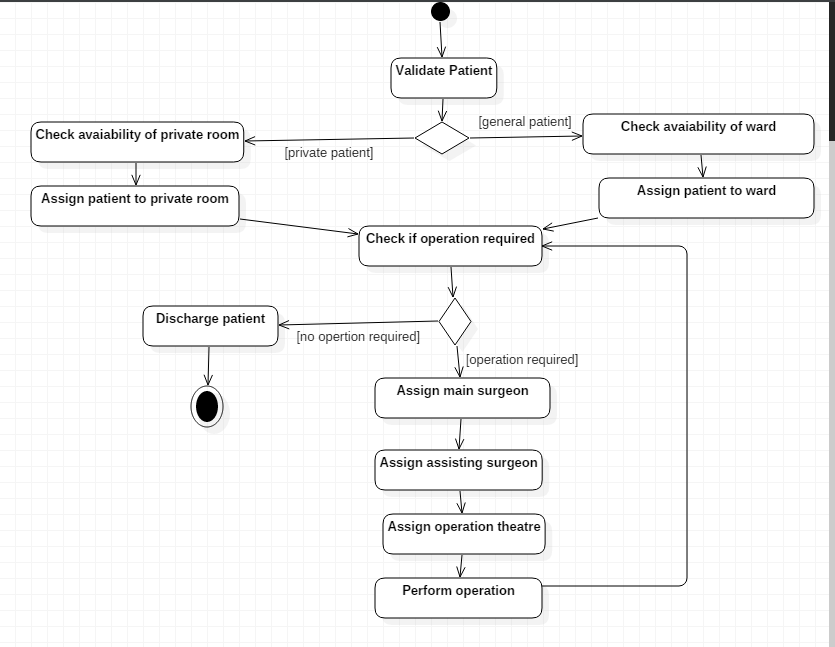 Validate Patient
[general patient]
Check avaiability of private room
Check avaiability of ward
[private patient]
Assign patient to private room
Assign patient to ward
Check if operation required
Discharge patient
[no opertion required]
[operation required]
Assign main surgeon
Assign assisting surgeon
Assign operation theatre
Perform operation